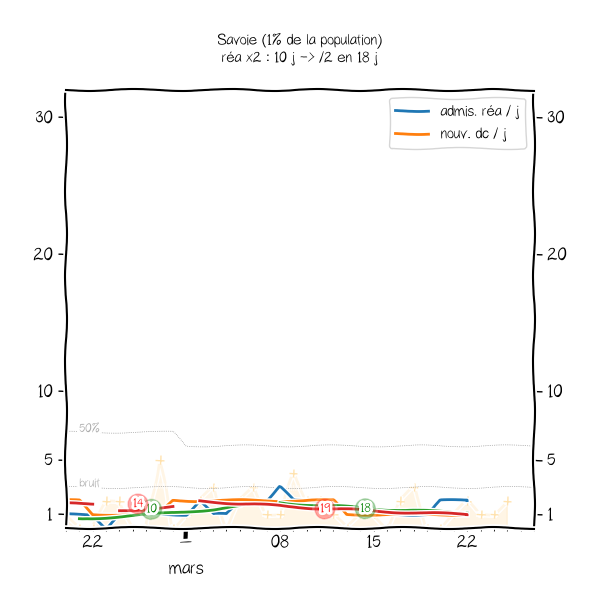 Savoie (1% de la population)
réa x2 : 10 j -> /2 en 18 j
admis. réa / j
nouv. dc / j
30 30
20 20
10 10
50%
5 5
bruit
14 10 19 18
1 1
22 1 08 15 22
mars